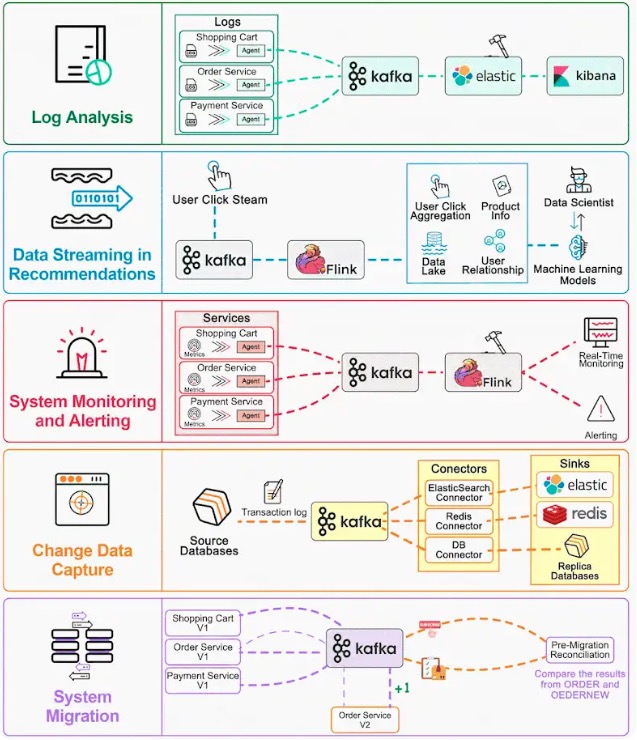 Logs
Shopping Cart
Agent
Order Service
Agent
Payment Service
Agent
kafka
elastic
kibana
Log Analysis
0110101
Data Streaming in
Recommendations
User Click Steam
kafka
Flink
User Click
Aggregation
Product
Info
Data
Lake
User
Relationship
Data Scientist
Machine Learning
Models
System Monitoring
and Alerting
Services
Shopping Cart
Metrics
Agent
Order Service
Metrics
Agent
Payment Service
Metrics
Agent
kafka
Flink
Real-Time
Monitoring
Alerting
Change Data
Capture
Source
Databases
Transaction log
kafka
Conectors
ElasticSearch
Connector
Redis
Connector
DB
Connector
Sinks
elastic
redis
Replica
Databases
System
Migration
Shopping Cart
V1
Order Service
V1
Payment Service
V1
kafka
+1
Order Service
V2
Pre-Migration
Reconciliation
Compare the results
from ORDER and
OEDERNEW